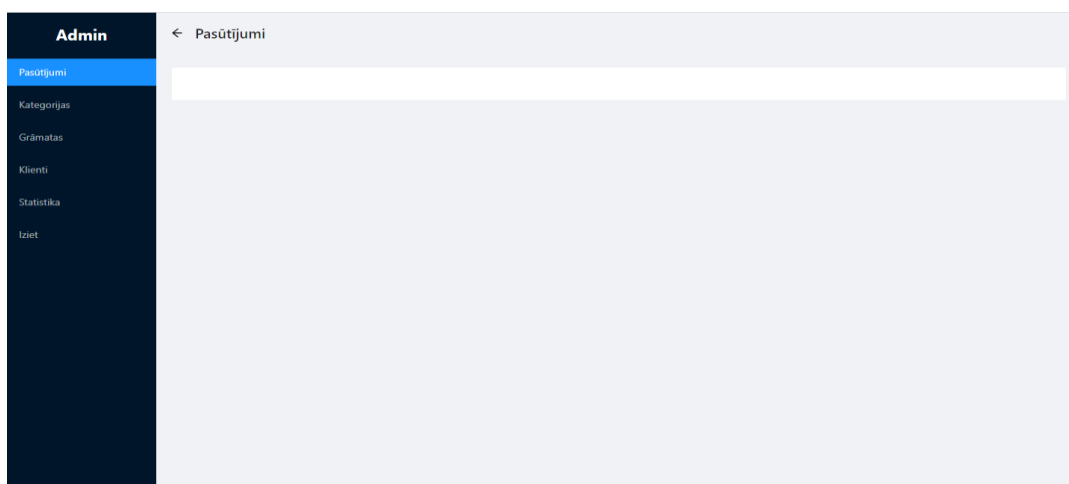 Admin
← Pasūtījumi
Pasūtījumi
Kategorijas
Grāmatas
Klienti
Statistika
Iziet